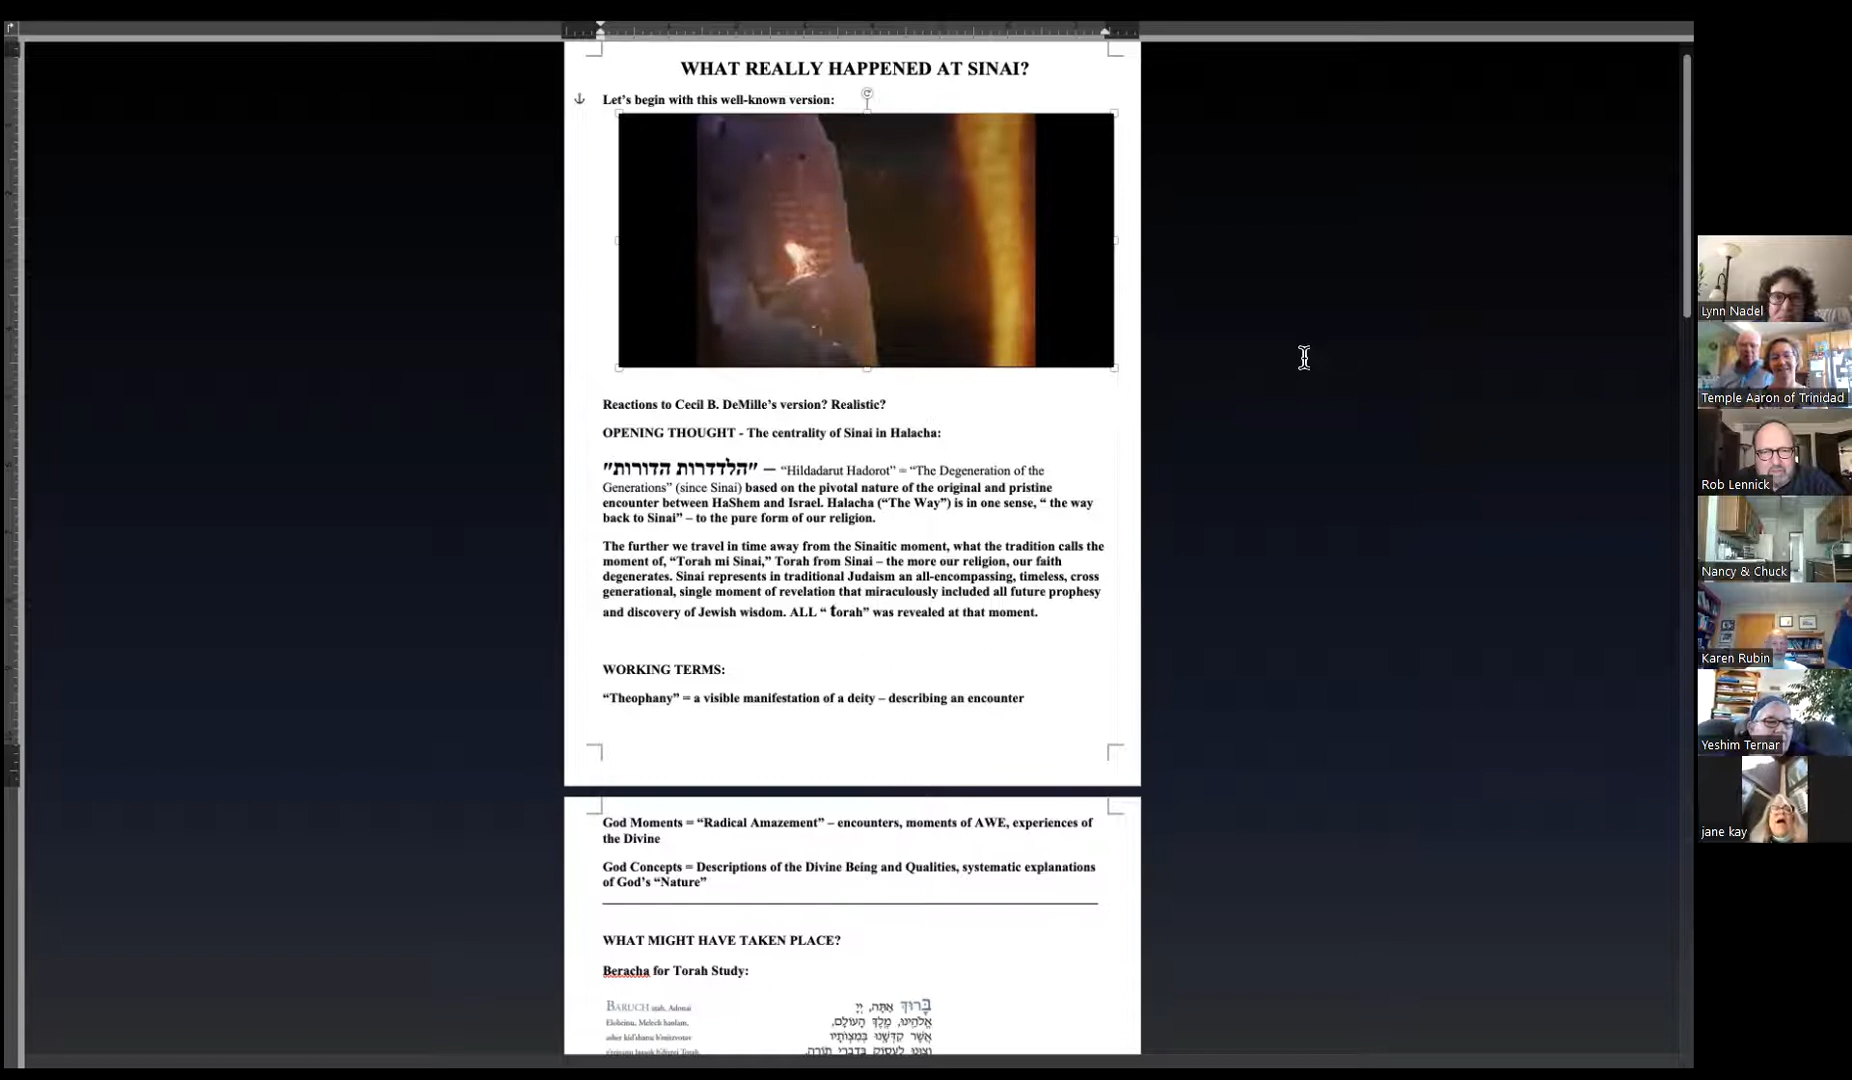 WHAT REALLY HAPPENED AT SINAI?
Let's begin with this well-known version:
Reactions to Cecil B. DeMille's version? Realistic?
OPENING THOUGHT - The centrality of Sinai in Halacha:
"הלדדרות הדורות" – “Hildadarut Hadorot” = “The Degeneration of the
Generations” (since Sinai) based on the pivotal nature of the original and pristine
encounter between HaShem and Israel. Halacha (“The Way”) is in one sense, “ the way
back to Sinai” – to the pure form of our religion.
The further we travel in time away from the Sinaitic moment, what the tradition calls the
moment of, “Torah mi Sinai,” Torah from Sinai – the more our religion, our faith
degenerates. Sinai represents in traditional Judaism an all-encompassing, timeless, cross
generational, single moment of revelation that miraculously included all future prophesy
and discovery of Jewish wisdom. ALL “ torah” was revealed at that moment.
WORKING TERMS:
“Theophany” = a visible manifestation of a deity – describing an encounter
God Moments = “Radical Amazement” – encounters, moments of AWE, experiences of
the Divine
God Concepts = Descriptions of the Divine Being and Qualities, systematic explanations
of God's “Nature”
WHAT MIGHT HAVE TAKEN PLACE?
Beracha for Torah Study:
BARUCH atah, Adonai
Eloheinu, Melech haolam,
asher kid'shanu b'mitzvotav
בָּרוּךְ אַתָּה, יְיָ
אֱלֹהֵינוּ, מֶלֶךְ הָעוֹלָם,
אֲשֶׁר קִדְּשָׁנוּ בְּמִצְוֹתָיו
וְצִוָּנוּ לַעֲסוֹק בְּדִבְרֵי תוֹרָה.
Lynn Nadel
Temple Aaron of Trinidad
Rob Lennick
Nancy & Chuck
Karen Rubin
Yeshim Ternar
jane kay